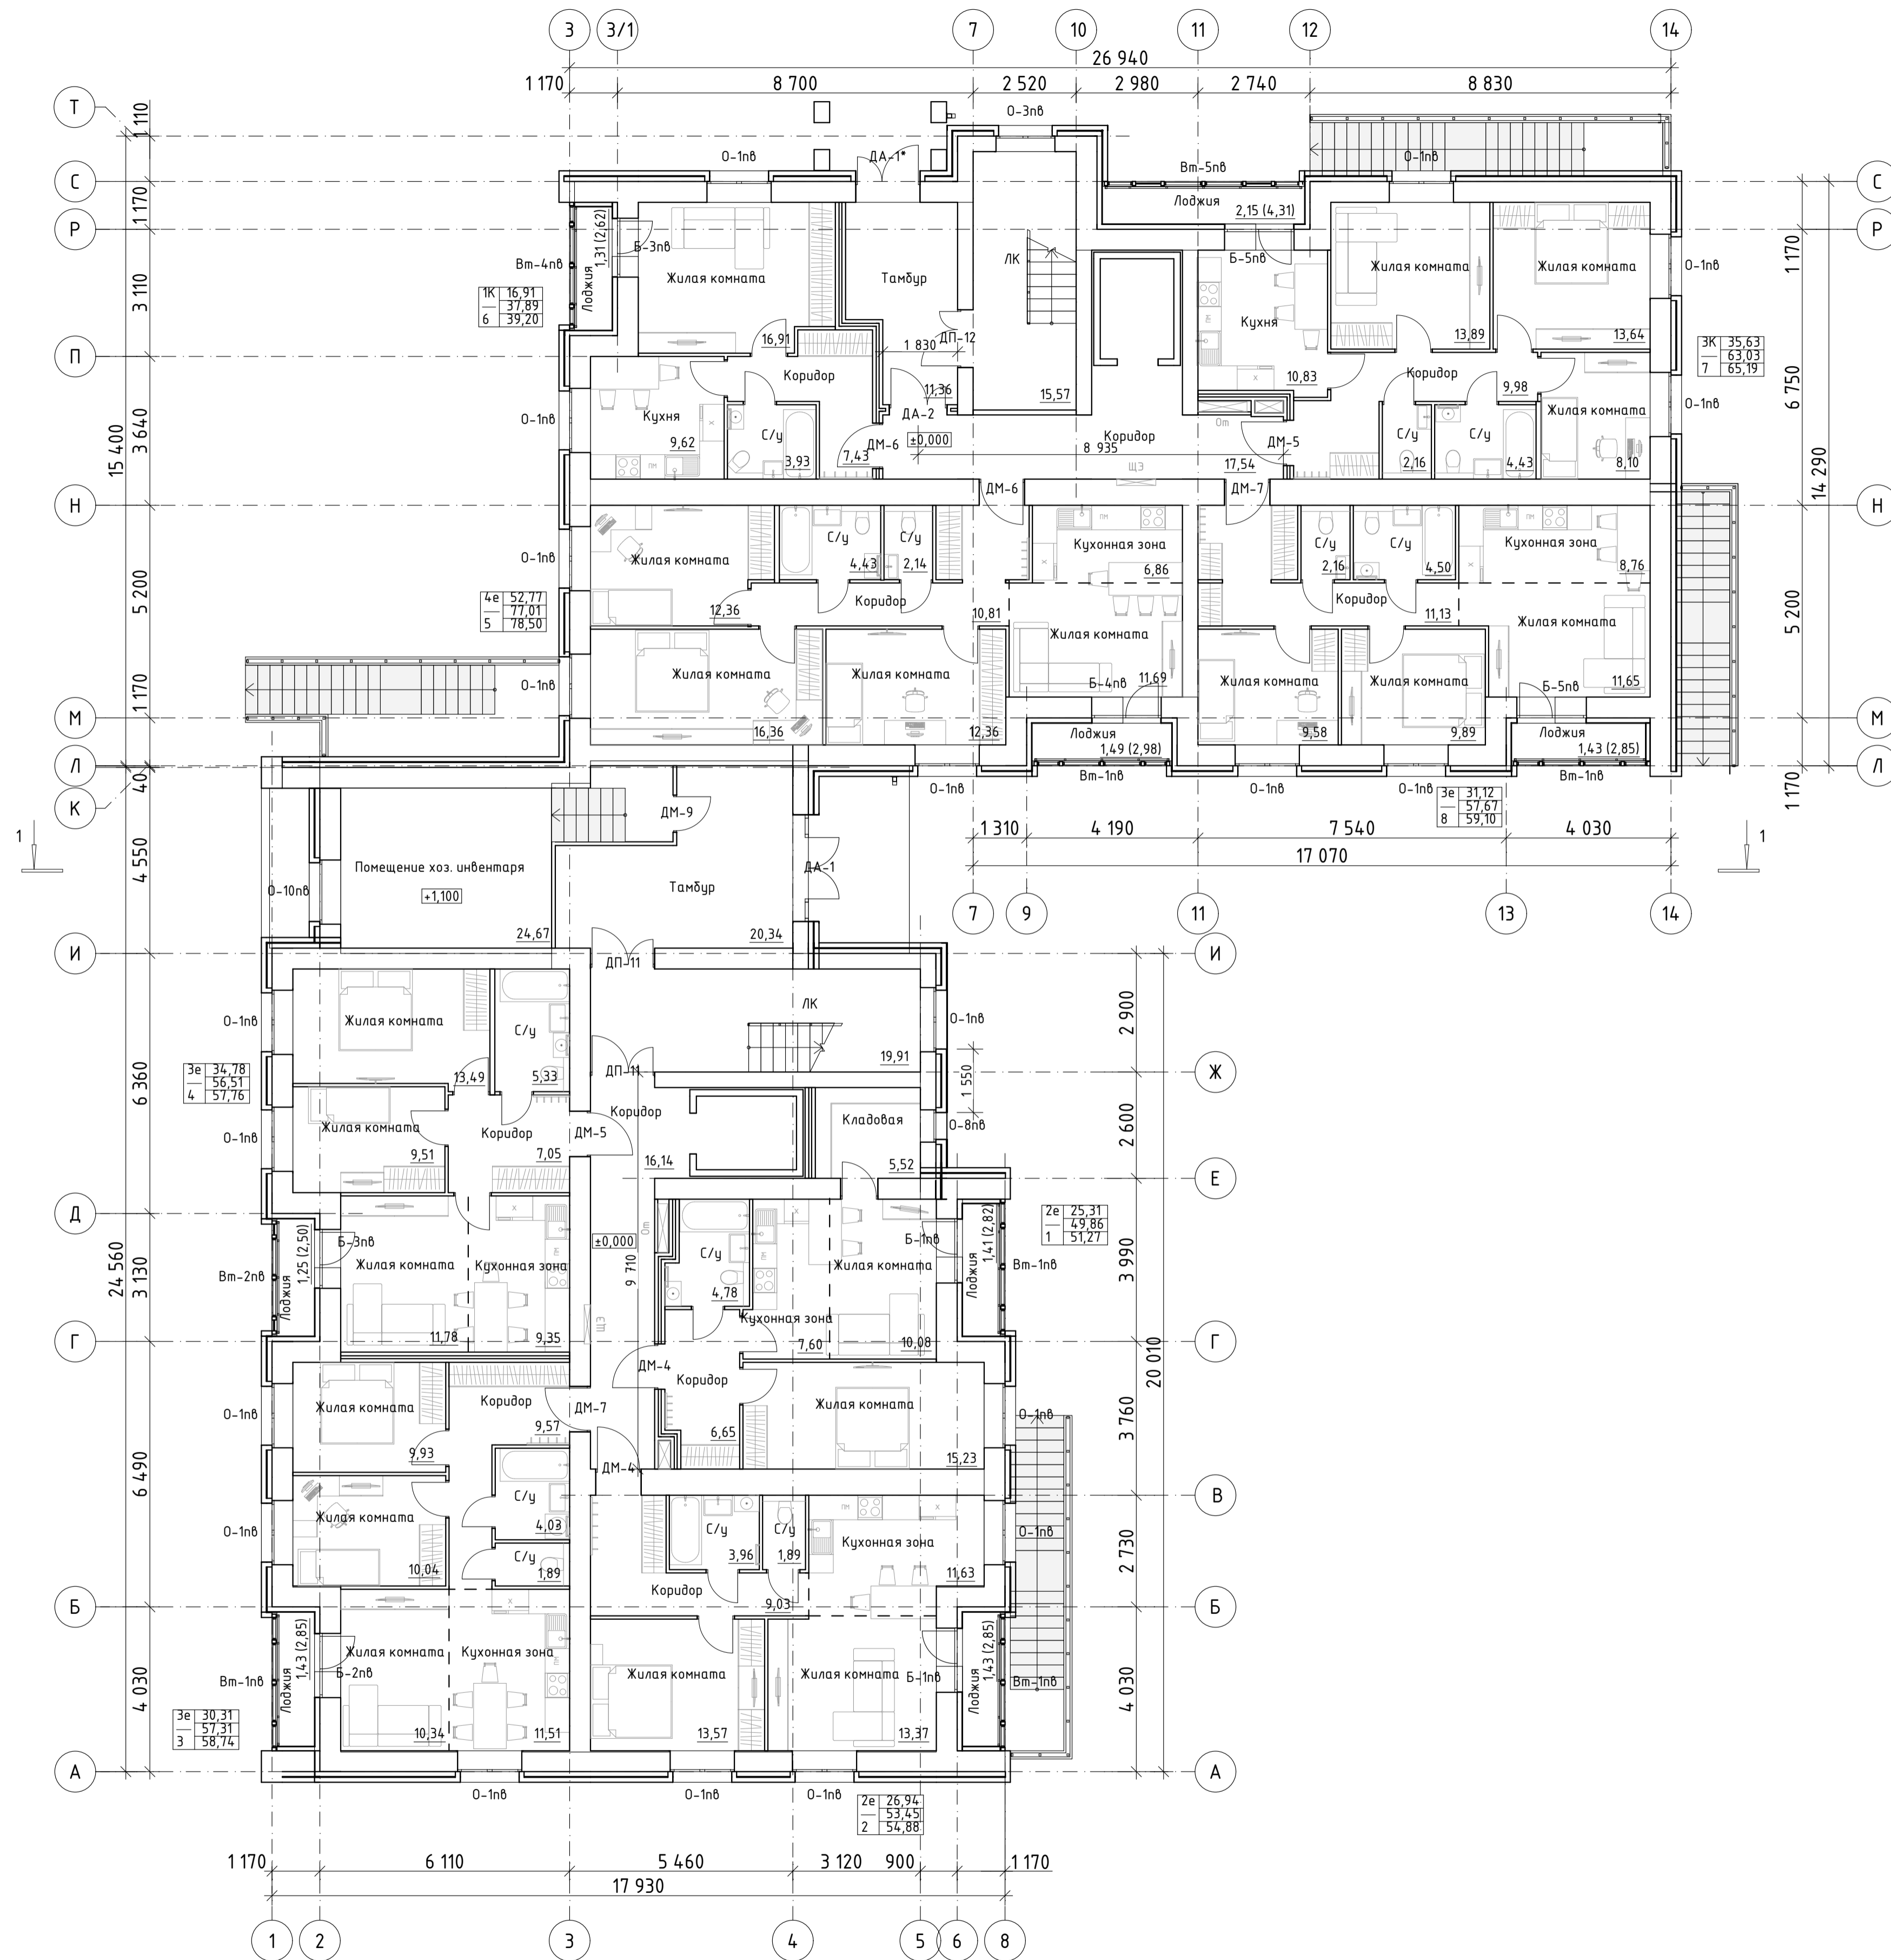 3 3/1 7 10 11 12 14
26 940
1 170 8 700 2 520 2 980 2 740 8 830
Т
1 110
О-3пв
О-1пв ДА-1* Вт-5пв О-1пв
С 1 170 С
Лоджия
2,15 (4,31)
Р Р
1,31 (2,62) Б-3пв ЛК Б-5пв 1 170
Вт-4пв Лоджия Жилая комната Тамбур Жилая комната Жилая комната О-1пв
3 110
1К 16,91
— 37,89
6 39,20
Кухня
16,91 1 830 ДП-12 13,89 13,64
3К 35,63
— 63,03
7 65,19
П
Коридор 11,36 15,57 10,83 Коридор 9,98
15 400 3 640 6 750 14 290
О-1пв Кухня ДА-2 Жилая комната О-1пв
От
9,62 С/у ДМ-6 ±0,000 Коридор ДМ-5 С/у С/у
3,93 7,43 8 935 2,16 4,43 8,10
ПМ Х ПМ Х
ЩЭ 17,54
ДМ-6 ДМ-7
Н Н
ПМ ПМ
О-1пв Жилая комната С/у С/у Кухонная зона С/у С/у Кухонная зона
4,43 2,14 6,86 2,16 4,50 8,76
Х Х
5 200 5 200
4е 52,77
— 77,01
5 78,50
12,36 Коридор 10,81 Коридор 11,13
Жилая комната Жилая комната
О-1пв Жилая комната Жилая комната Б-4пв 11,69 Жилая комната Жилая комната Б-5пв 11,65
1 170
М М
16,36 12,36 Лоджия 9,58 9,89 Лоджия
1,49 (2,98) 1,43 (2,85)
Л Л
Вт-1пв Вт-1пв
440 О-1пв О-1пв О-1пв 1 170
К
3е 31,12
— 57,67
8 59,10
ДМ-9
1 1 310 4 190 7 540 4 030 1
17 070
4 550
Помещение хоз. инвентаря ДА-1
О-10пв +1,100 Тамбур
7 9 11 13 14
24,67 20,34
И И
ДП-11
ЛК
О-1пв Жилая комната С/у О-1пв 2 900
3е 34,78
— 56,51
4 57,76
13,49 5,33 19,91
ДП-11 1 550 Ж
6 360
Коридор Кладовая
О-1пв Жилая комната Коридор ДМ-5 О-8пв 2 600
9,51 7,05 16,14 5,52
Е
Д
Х Х
2е 25,31
— 49,86
1 51,27
1,25 (2,50) Б-3пв ±0,000 От Б-1пв 1,41 (2,82)
ПМ С/у ПМ
24 560 3 130 9 710 3 990
Вт-2пв Лоджия Жилая комната Кухонная зона 4,78 Жилая комната Лоджия Вт-1пв
Кухонная зона
11,78 9,35 ЩЭ 7,60 10,08
Г Г
20 010
ДМ-4
Коридор
О-1пв Жилая комната Коридор ДМ-7 Жилая комната О-1пв
9,93 9,57 6,65 15,23 3 760
ДМ-4
6 490 В
С/у
ПМ Х
О-1пв Жилая комната 4,03 С/у С/у Кухонная зона О-1пв
3,96 1,89 2 730
С/у
10,04 1,89 Коридор 9,03 11,63
Б Б
Х
1,43 (2,85) 1,43 (2,85)
Жилая комната Кухонная зона
Вт-1пв Лоджия Б-2пв ПМ Жилая комната Жилая комната Б-1пв Лоджия Вт-1пв
4 030 4 030
3е 30,31
— 57,31
3 58,74
10,34 11,51 13,57 13,37
А А
О-1пв О-1пв О-1пв
2е 26,94
— 53,45
2 54,88
1 170 6 110 5 460 3 120 900 1 170
17 930
1 2 3 4 5 6 8